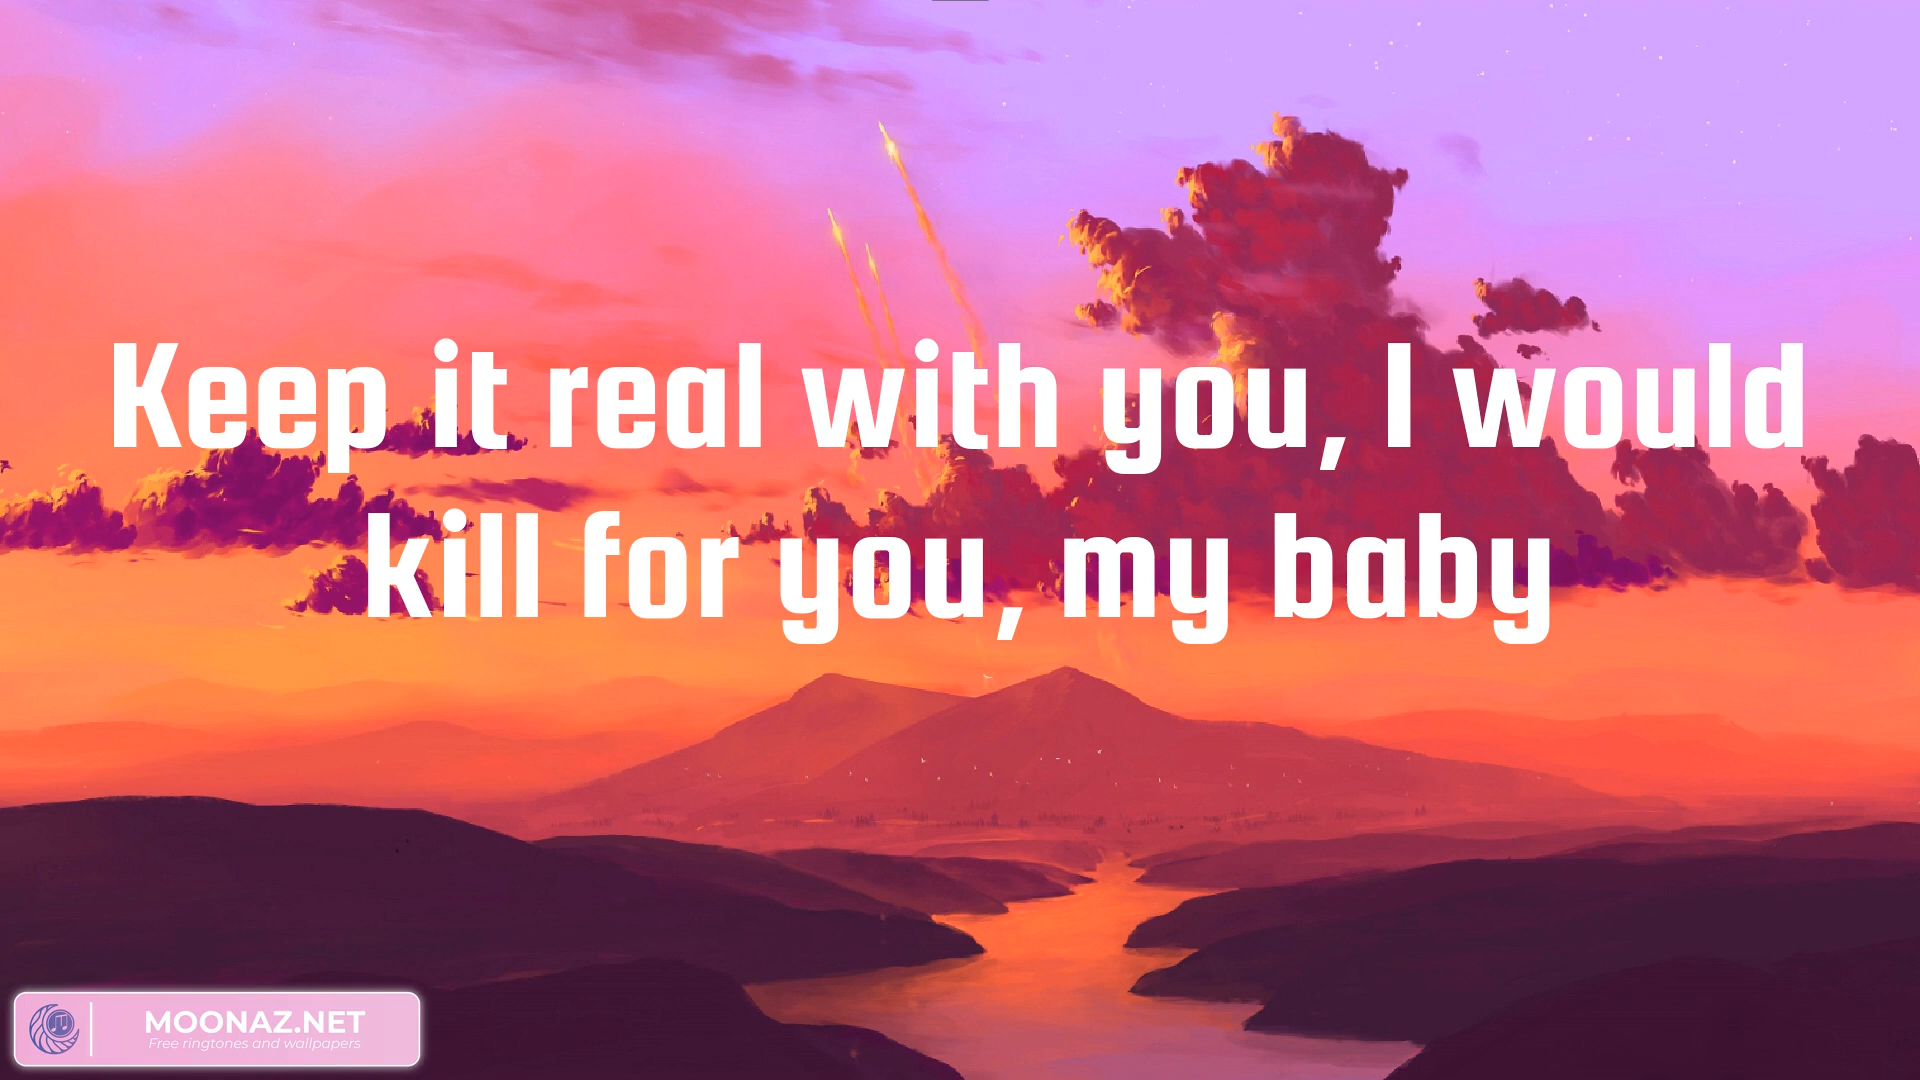 Keep it real with you, I would
kill for you, my baby
MOONAZ.NET
Free ringtones and wallpapers